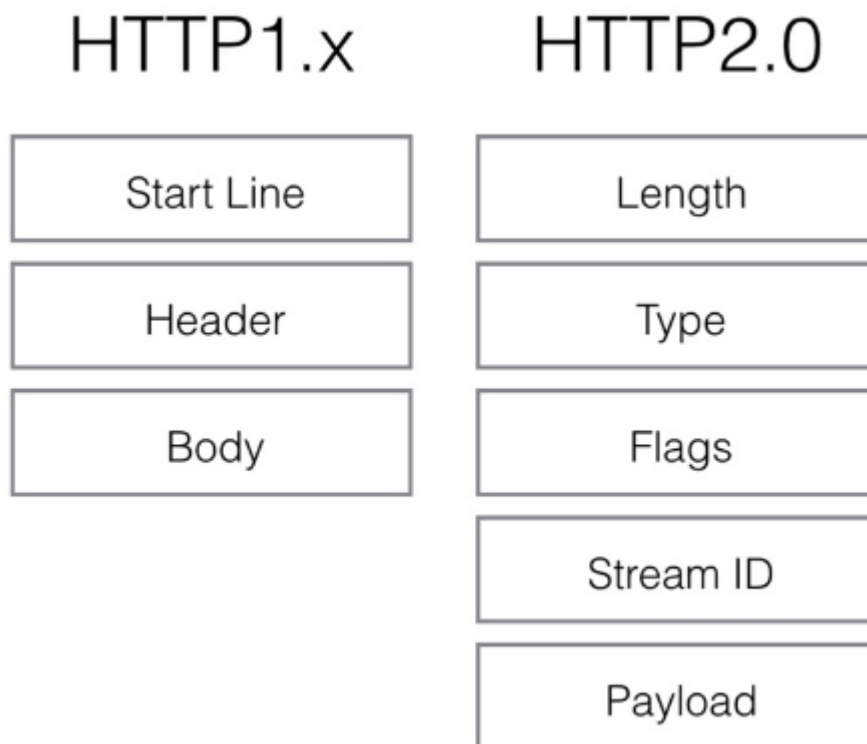 HTTP1.x
Start Line
Header
Body
HTTP2.0
Length
Type
Flags
Stream ID
Payload